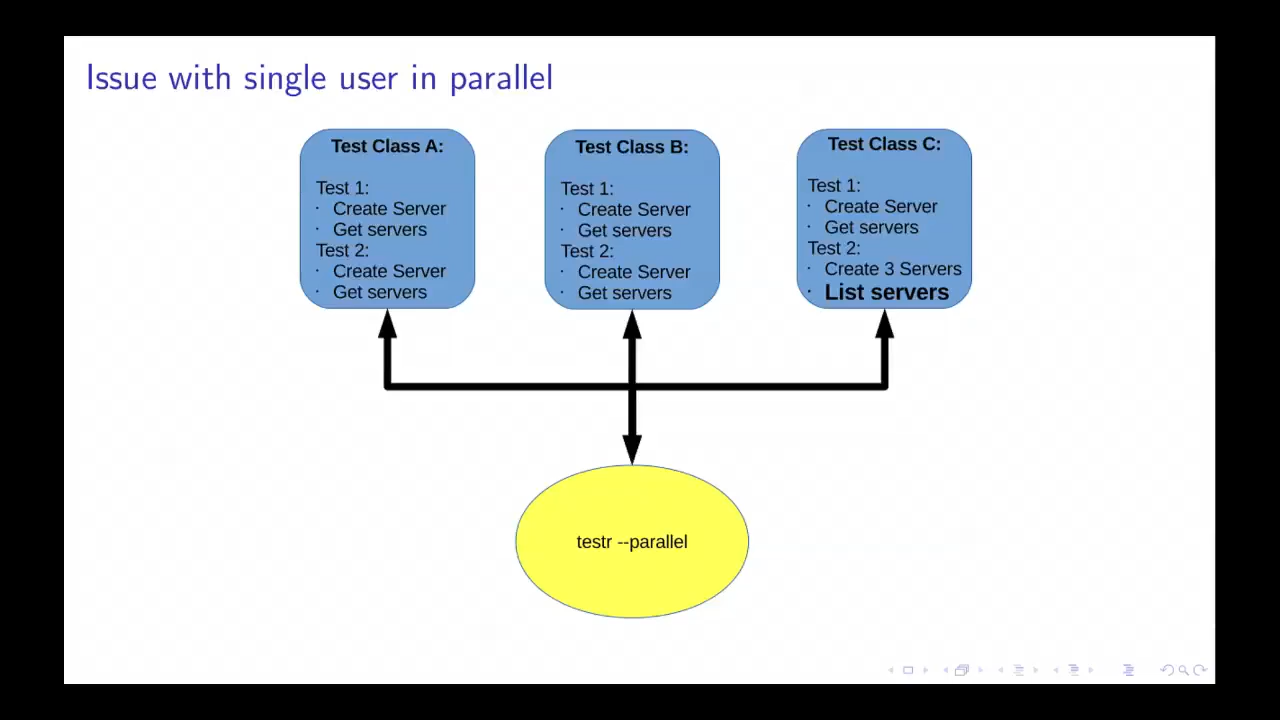 Issue with single user in parallel
Test Class A:
Test 1:
· Create Server
· Get servers
Test 2:
· Create Server
· Get servers
Test Class B:
Test 1:
· Create Server
· Get servers
Test 2:
· Create Server
· Get servers
Test Class C:
Test 1:
· Create Server
· Get servers
Test 2:
· Create 3 Servers
· List servers
testr --parallel